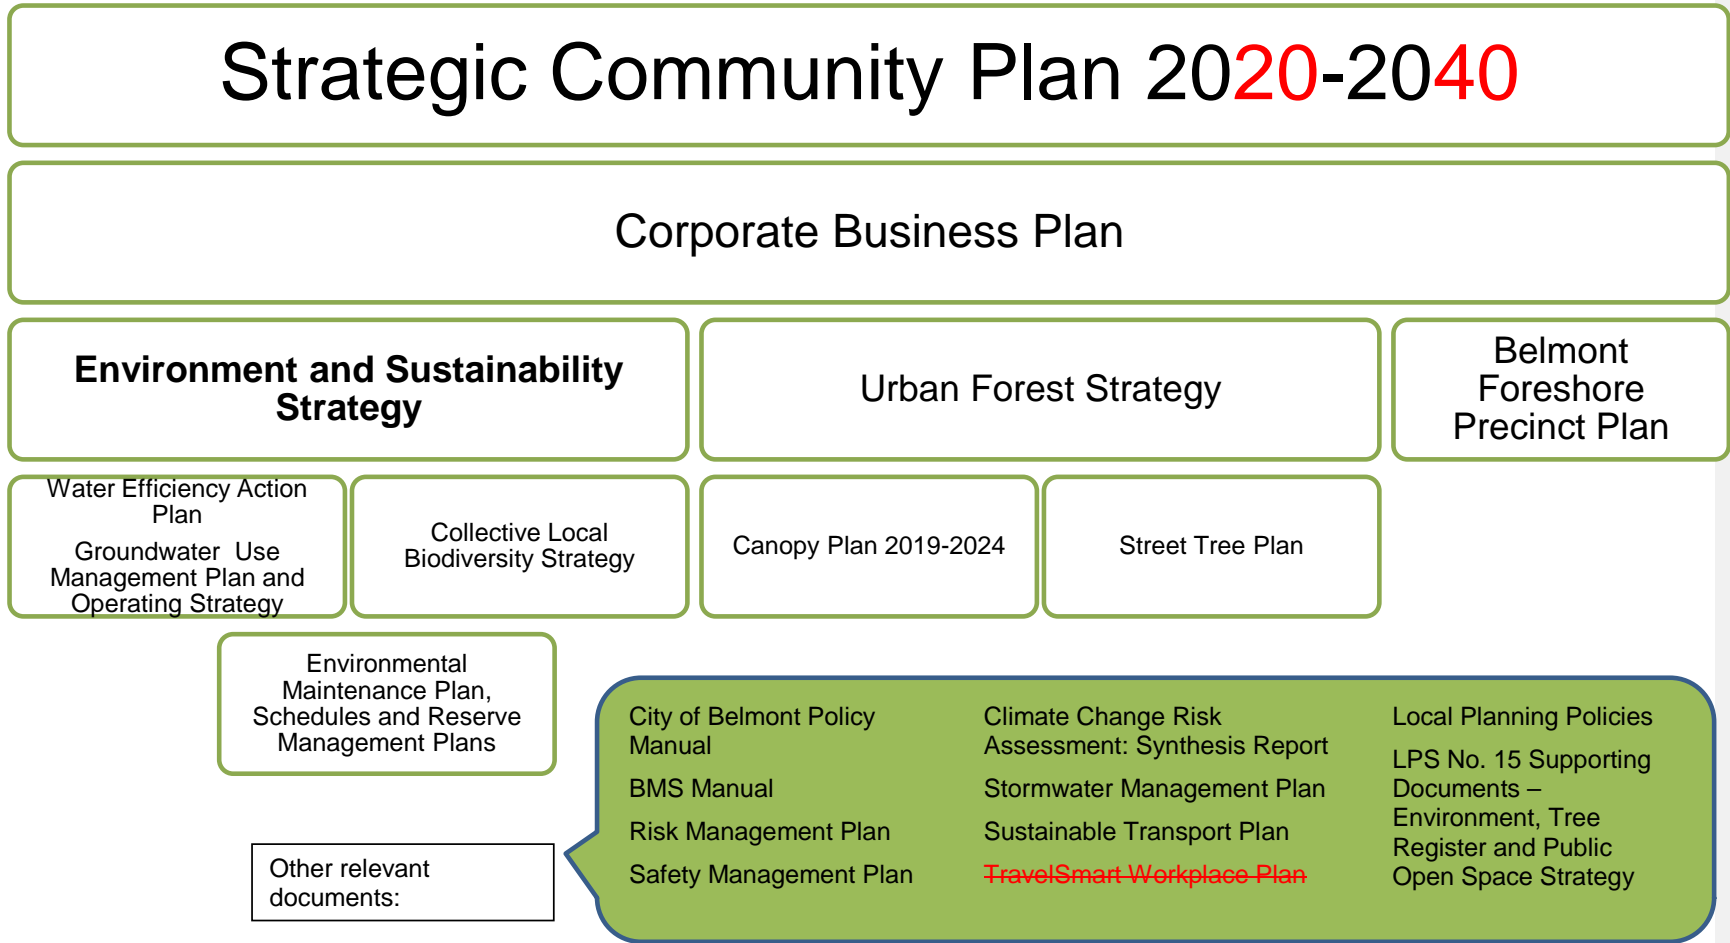 Strategic Community Plan 2020-2040
Corporate Business Plan
Environment and Sustainability
Strategy
Urban Forest Strategy
Belmont
Foreshore
Precinct Plan
Water Efficiency Action
Plan
Groundwater Use
Management Plan and
Operating Strategy
Collective Local
Biodiversity Strategy
Canopy Plan 2019-2024
Street Tree Plan
Environmental
Maintenance Plan,
Schedules and Reserve
Management Plans
Other relevant
documents:
City of Belmont Policy
Manual
BMS Manual
Risk Management Plan
Safety Management Plan
Climate Change Risk
Assessment: Synthesis Report
Stormwater Management Plan
Sustainable Transport Plan
TravelSmart Workplace Plan
Local Planning Policies
LPS No. 15 Supporting
Documents –
Environment, Tree
Register and Public
Open Space Strategy